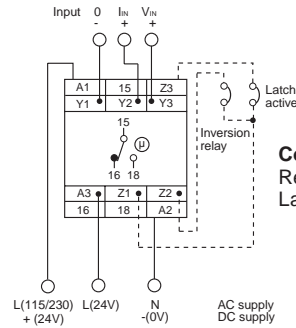 Input 0 IIN VIN
- + +
A1 15 Z3
Y1 Y2 Y3
Latch
active
Inversion
relay
15
µ
16 18
Co
Re
La
A3 Z1 Z2
16 18 A2
L(115/230) L(24V) N AC supply
+ (24V) -(0V) DC supply